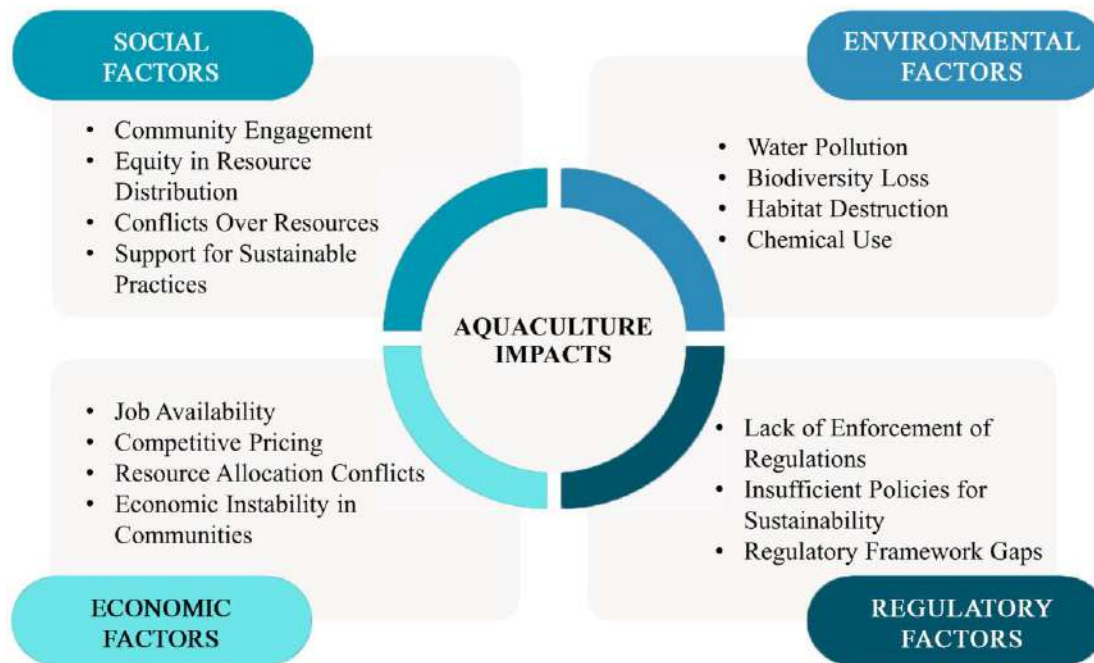 SOCIAL
FACTORS
• Community Engagement
• Equity in Resource
Distribution
• Conflicts Over Resources
• Support for Sustainable
Practices
ENVIRONMENTAL
FACTORS
• Water Pollution
• Biodiversity Loss
• Habitat Destruction
• Chemical Use
AQUACULTURE
IMPACTS
• Job Availability
• Competitive Pricing
• Resource Allocation Conflicts
• Economic Instability in
Communities
ECONOMIC
FACTORS
• Lack of Enforcement of
Regulations
• Insufficient Policies for
Sustainability
• Regulatory Framework Gaps
REGULATORY
FACTORS